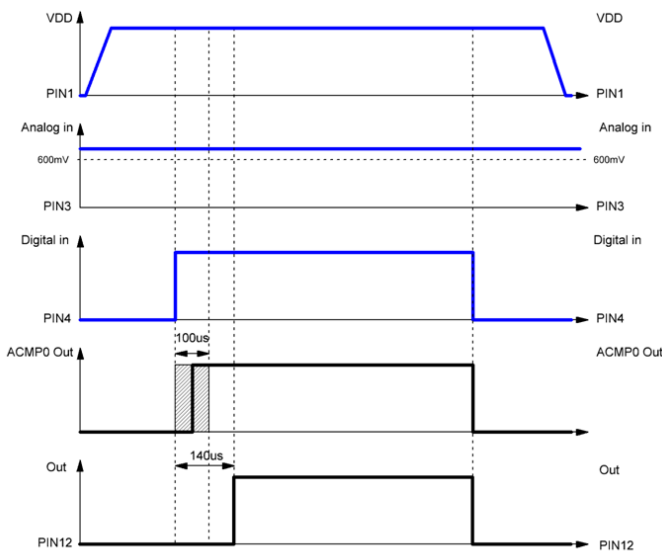 VDD
VDD
PIN1
PIN1
Analog in
Analog in
600mV
600mV
PIN3
PIN3
Digital in
Digital in
PIN4
PIN4
100us
ACMP0 Out
ACMP0 Out
140us
Out
Out
PIN12
PIN12